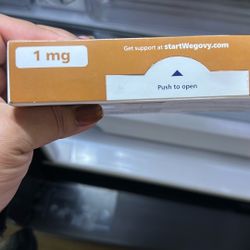 1 mg
Get support at startWegovy.com
Push to open